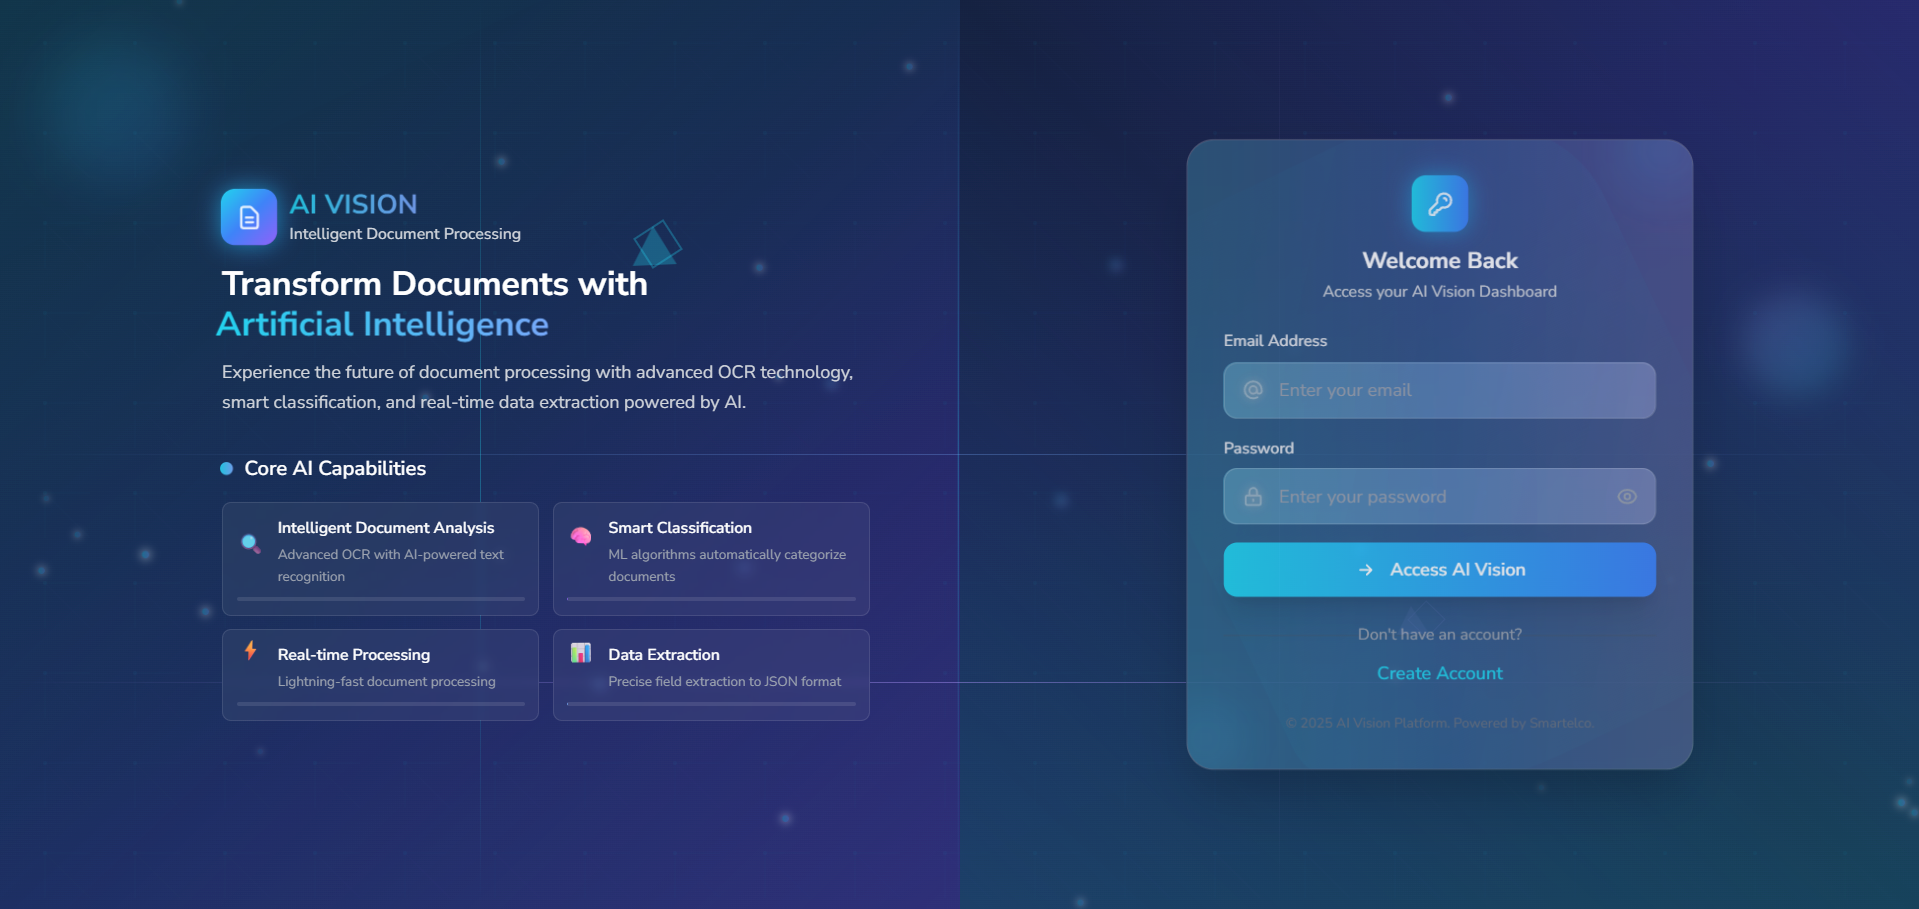 AI VISION
Intelligent Document Processing
Transform Documents with
Artificial Intelligence
Experience the future of document processing with advanced OCR technology,
smart classification, and real-time data extraction powered by AI.
Core AI Capabilities
Intelligent Document Analysis
Advanced OCR with AI-powered text
recognition
Smart Classification
ML algorithms automatically categorize
documents
Real-time Processing
Lightning-fast document processing
Data Extraction
Precise field extraction to JSON format
Welcome Back
Access your AI Vision Dashboard
Email Address
Enter your email
Password
Enter your password
Access AI Vision
Don't have an account?
Create Account
© 2025 AI Vision Platform. Powered by Smartelco.